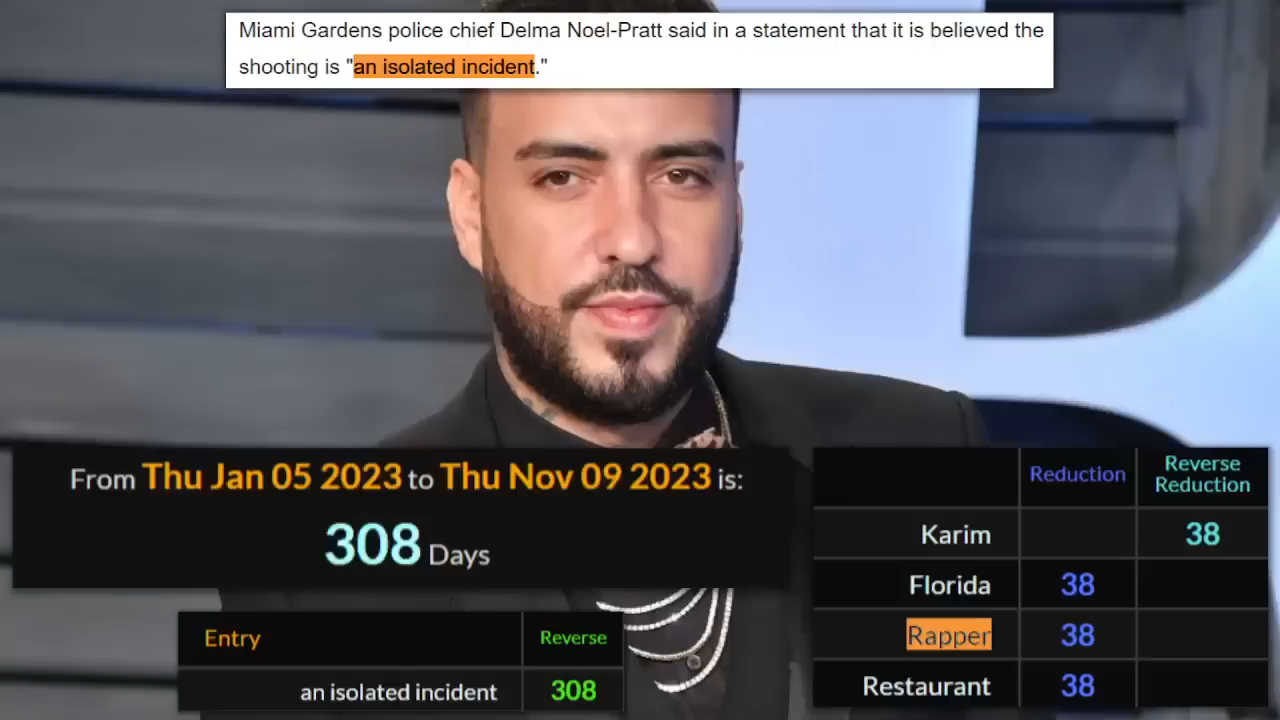 Miami Gardens police chief Delma Noel-Pratt said in a statement that it is believed the
shooting is "an isolated incident."
From Thu Jan 05 2023 to Thu Nov 09 2023 is:
308 Days
Entry Reverse
an isolated incident 308
Reduction Reverse Reduction
Karim 38
Florida 38
Rapper 38
Restaurant 38